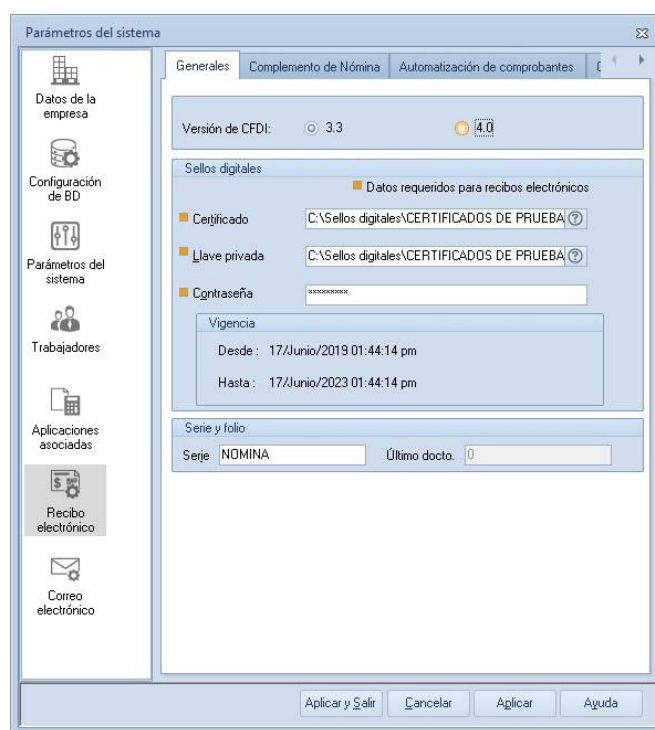 Parámetros del sistema
Datos de la
empresa
Configuración
de BD
Parámetros del
sistema
Trabajadores
Aplicaciones
asociadas
Recibo
electrónico
Correo
electrónico
Generales Complemento de Nómina Automatización de comprobantes
Versión de CFDI: 3.3 4.0
Sellos digitales
Datos requeridos para recibos electrónicos
Certificado C:\Sellos digitales\CERTIFICADOS DE PRUEBA
Llave privada C:\Sellos digitales\CERTIFICADOS DE PRUEBA
Contraseña xxxxxxxxx
Vigencia
Desde : 17/Junio/2019 01:44:14 pm
Hasta : 17/Junio/2023 01:44:14 pm
Serie y folio
Serie NOMINA Último docto. 0
Aplicar y Salir Cancelar Aplicar Ayuda